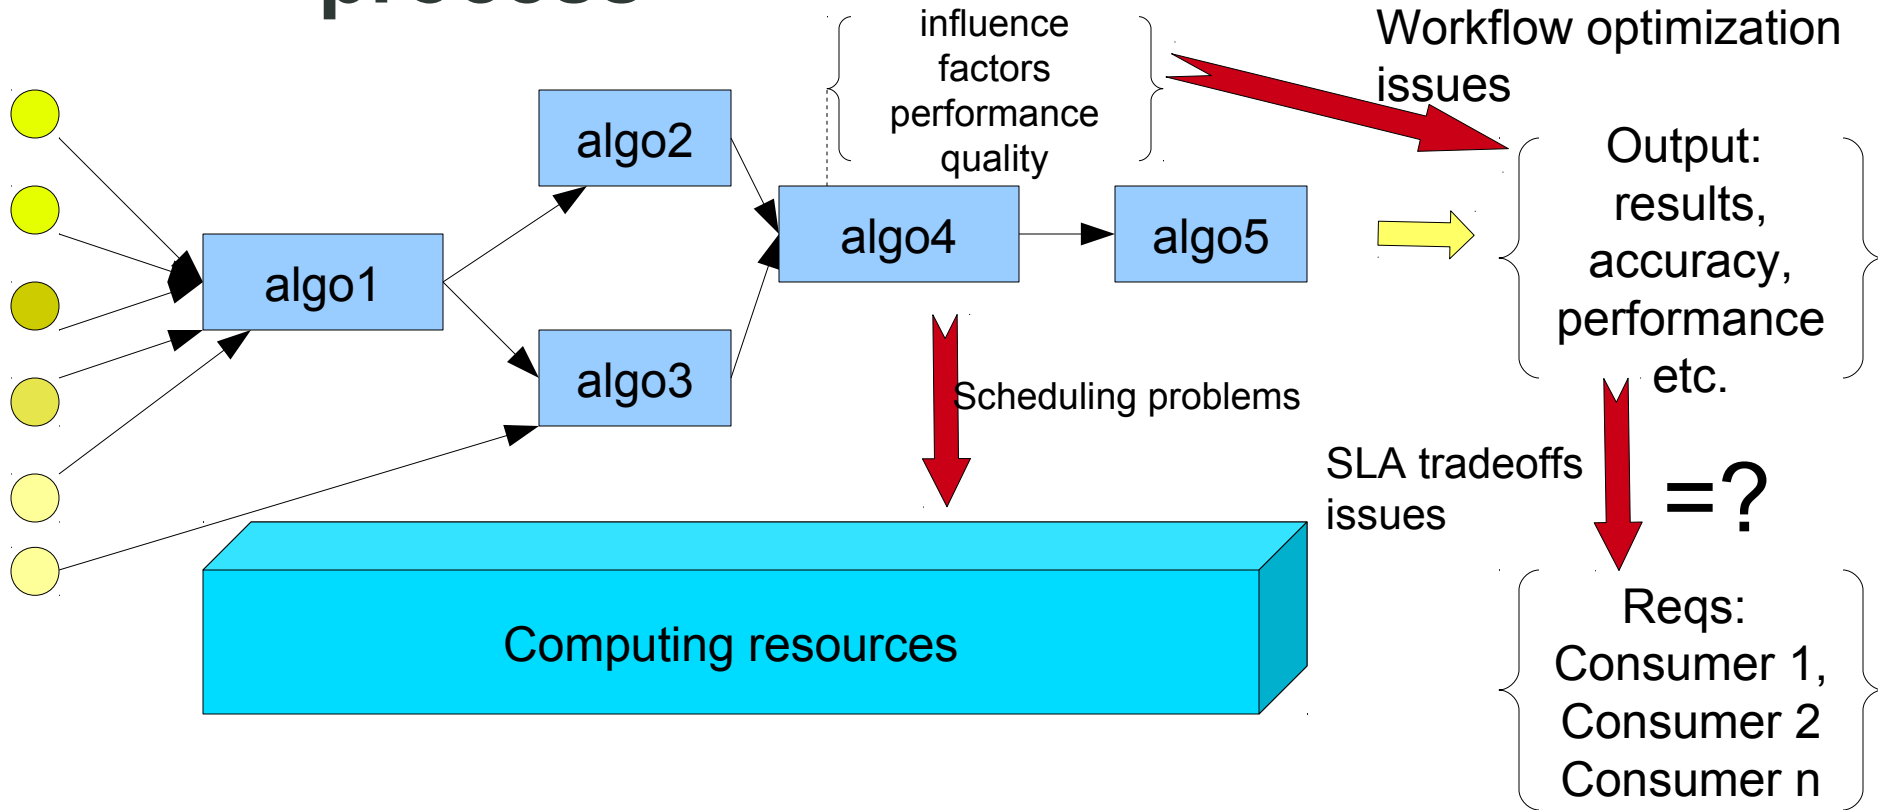 process
influence
factors
performance
quality
Workflow optimization
issues
algo2
Output:
results,
accuracy,
performance
etc.
algo4
algo5
algo1
algo3
Scheduling problems
SLA tradeoffs
issues
=?
Computing resources
Reqs:
Consumer 1,
Consumer 2
Consumer n